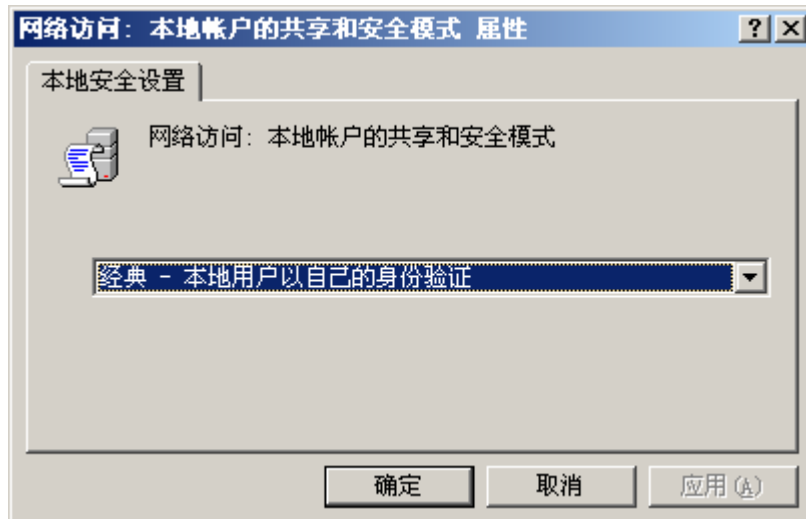 网络访问: 本地帐户的共享和安全模式 属性
本地安全设置
网络访问: 本地帐户的共享和安全模式
经典 - 本地用户以自己的身份验证
确定 取消 应用(A)